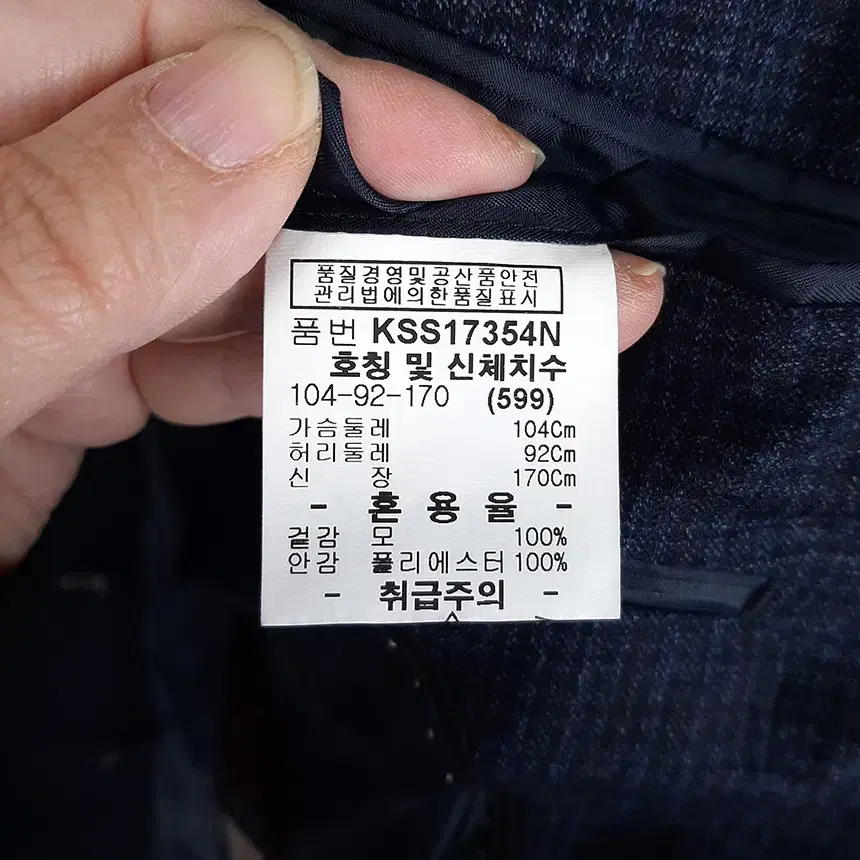 품질경영및공산품안전
관리법에의한품질표시
품번 KSS17354N
호칭 및 신체치수
104-92-170 (599)
가슴둘레 104Cm
허리둘레 92Cm
신 장 170Cm
- 혼 용 율 -
겉감 모 100%
안감 폴리에스터 100%
- 취급주의 -